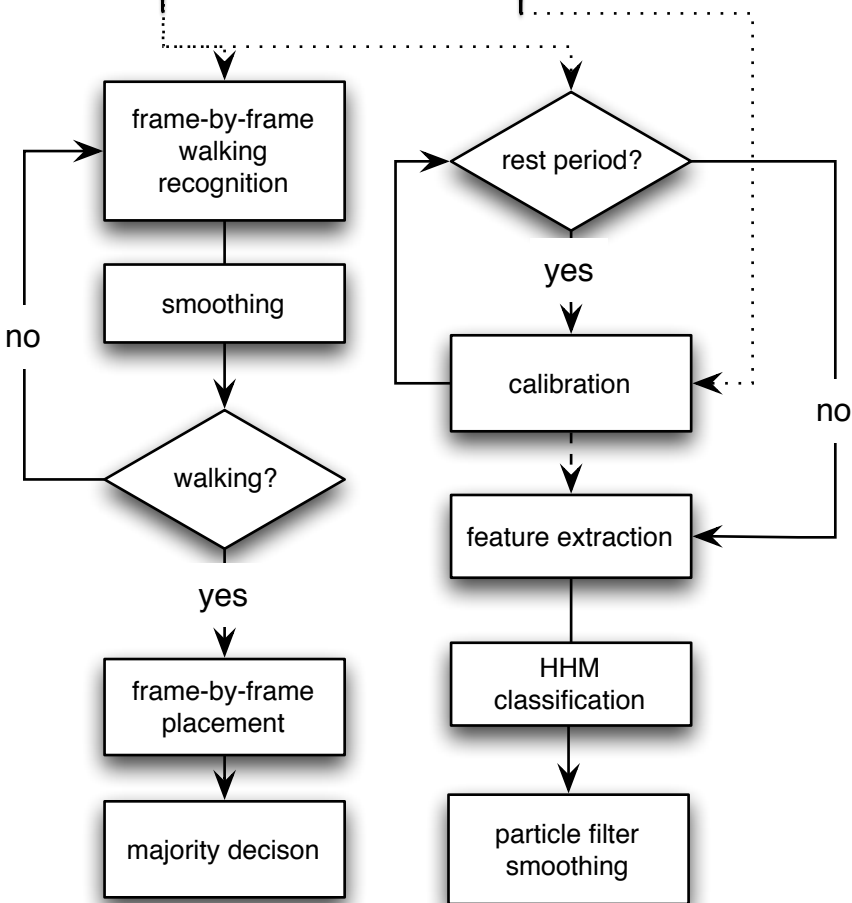 frame-by-frame
walking
recognition
smoothing
no
walking?
yes
frame-by-frame
placement
majority decison
rest period?
yes
calibration
no
feature extraction
HHM
classification
particle filter
smoothing